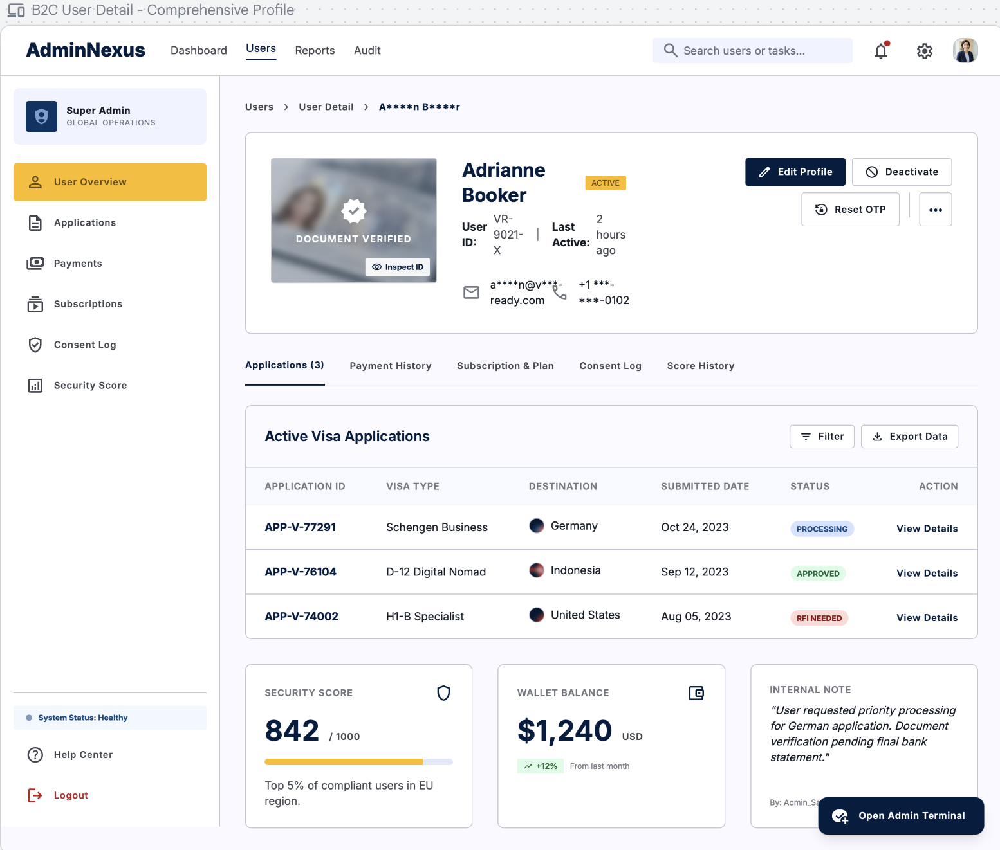 B2C User Detail - Comprehensive Profile
AdminNexus
Dashboard
Users
Reports
Audit
Search users or tasks...
Super Admin
GLOBAL OPERATIONS
User Overview
Applications
Payments
Subscriptions
Consent Log
Security Score
System Status: Healthy
Help Center
Logout
Users > User Detail > A****n B****r
DOCUMENT VERIFIED
Inspect ID
Adrianne
Booker
ACTIVE
User
ID:
VR-
9021-
X
|
Last
Active:
2
hours
ago
a****n@v***-
ready.com
+1 ***-
***-0102
Edit Profile
Deactivate
Reset OTP
Applications (3)
Payment History
Subscription & Plan
Consent Log
Score History
Active Visa Applications
Filter
Export Data
APPLICATION ID VISA TYPE DESTINATION SUBMITTED DATE STATUS ACTION
APP-V-77291 Schengen Business Germany Oct 24, 2023 PROCESSING View Details
APP-V-76104 D-12 Digital Nomad Indonesia Sep 12, 2023 APPROVED View Details
APP-V-74002 H1-B Specialist United States Aug 05, 2023 RFI NEEDED View Details
SECURITY SCORE
842 / 1000
Top 5% of compliant users in EU
region.
WALLET BALANCE
$1,240 USD
+12% From last month
INTERNAL NOTE
"User requested priority processing
for German application. Document
verification pending final bank
statement."
By:
Open Admin Terminal